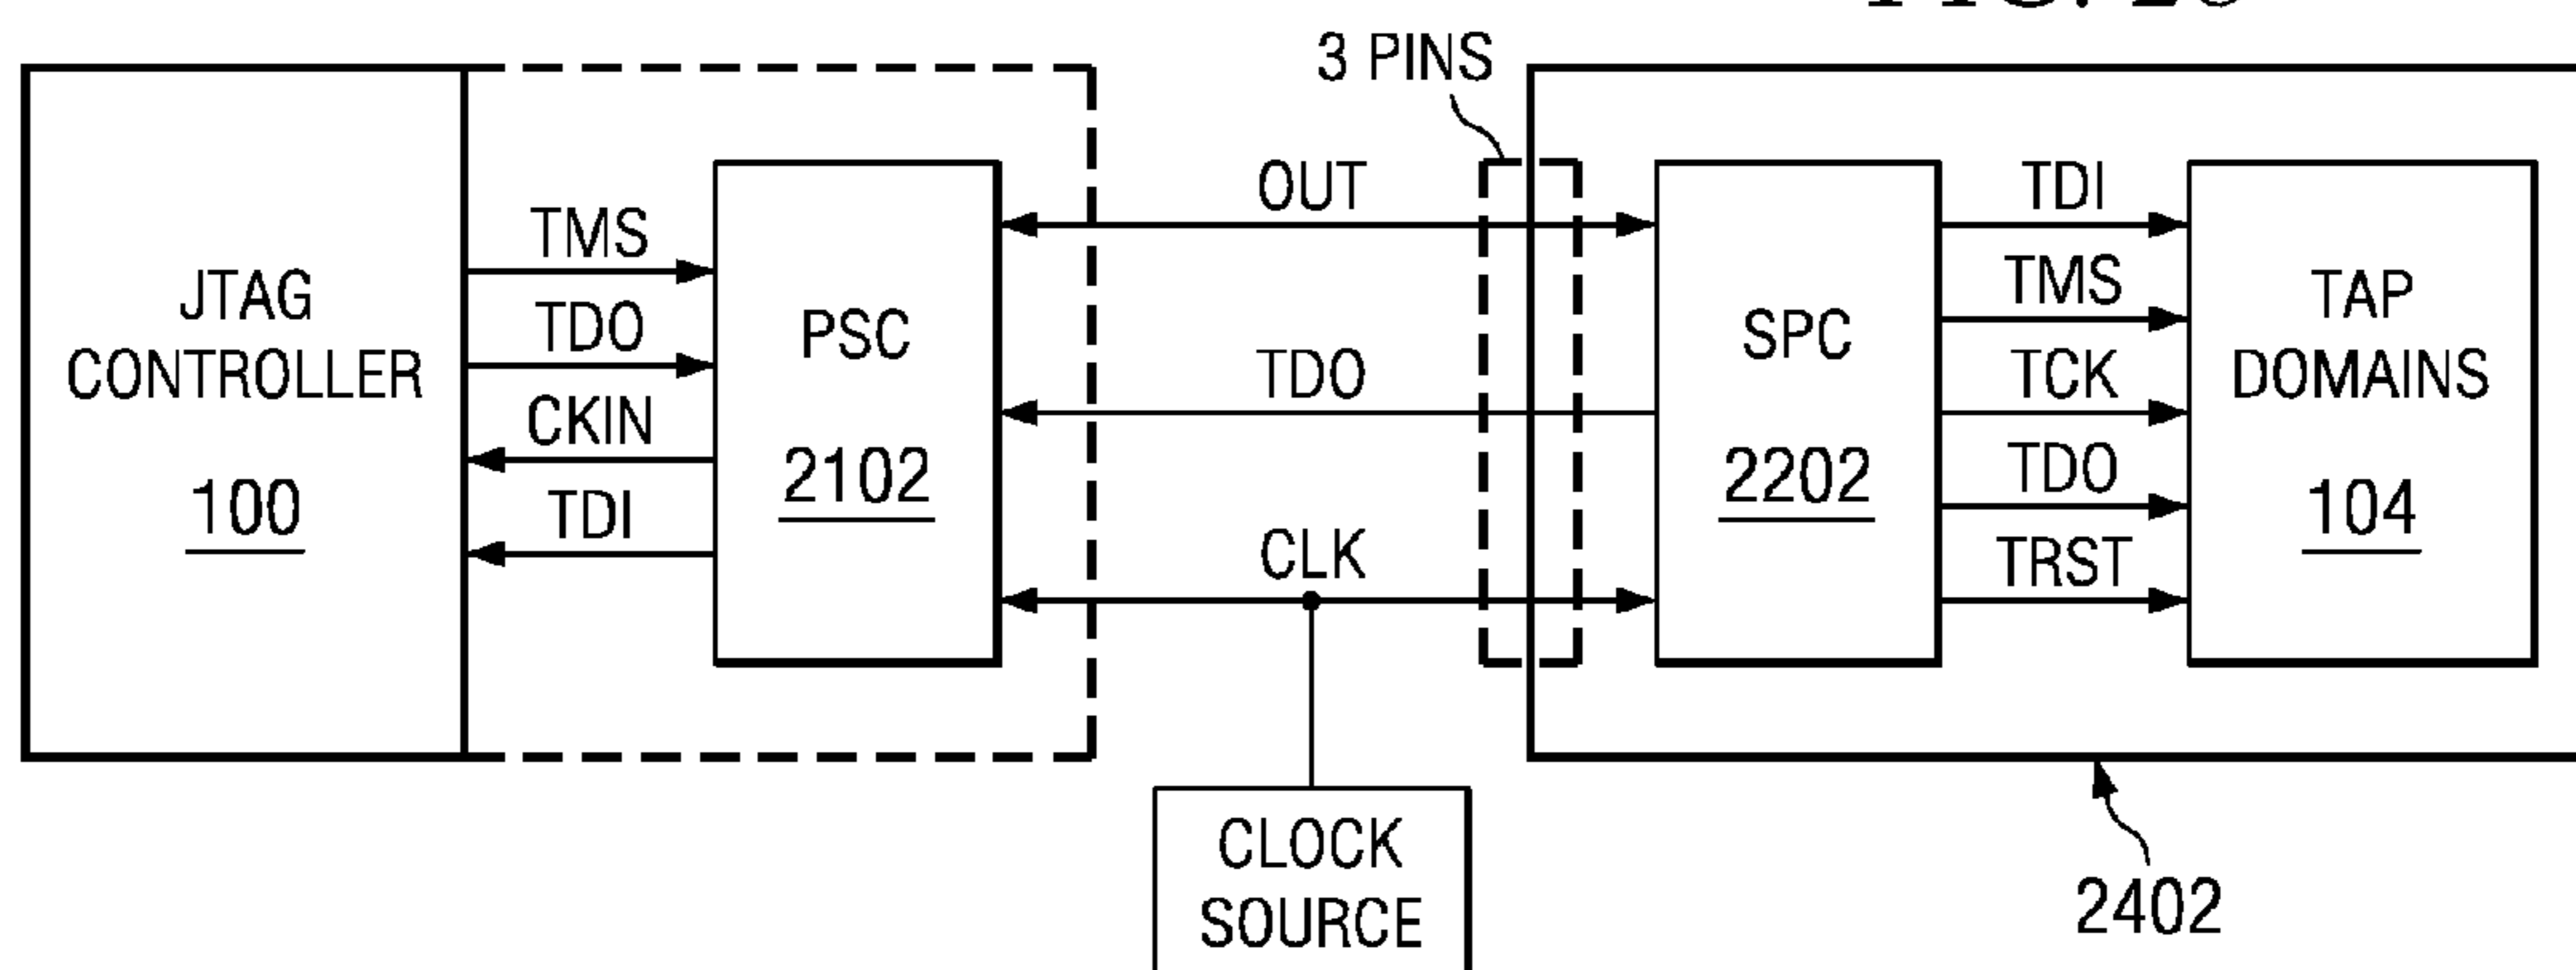 3 PINS
JTAG
CONTROLLER
100
TMS
TDO
CKIN
TDI
PSC
2102
OUT
TDO
CLK
CLOCK
SOURCE
SPC
2202
TDI
TMS
TCK
TDO
TRST
TAP
DOMAINS
104
2402